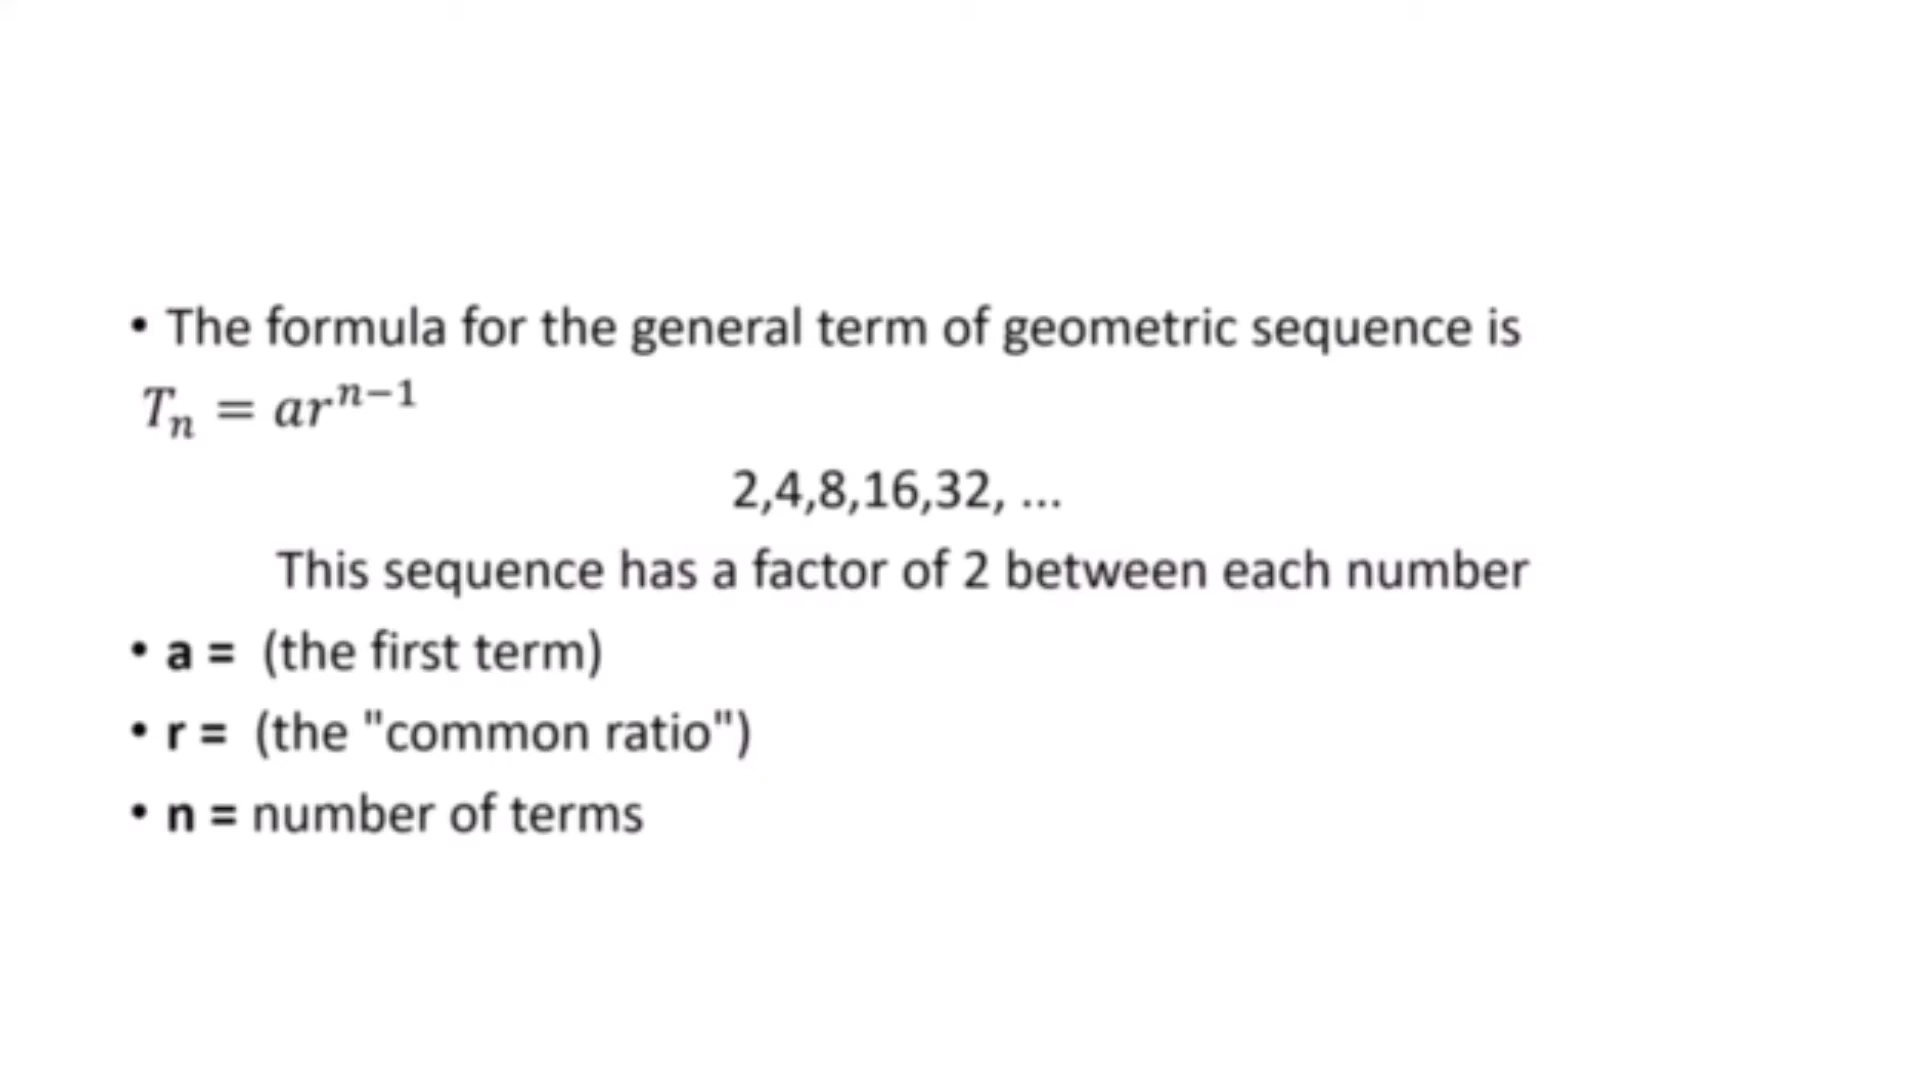 • The formula for the general term of geometric sequence is
Tₙ = arⁿ⁻¹
2,4,8,16,32, ...
This sequence has a factor of 2 between each number
• a = (the first term)
• r = (the "common ratio")
• n = number of terms